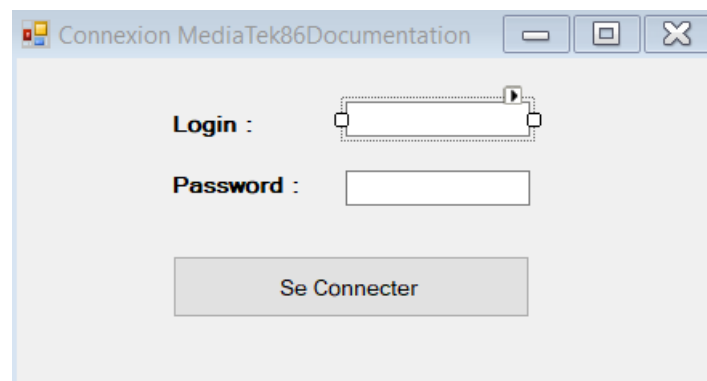 Connexion MediaTek86Documentation
Login :
Password :
Se Connecter